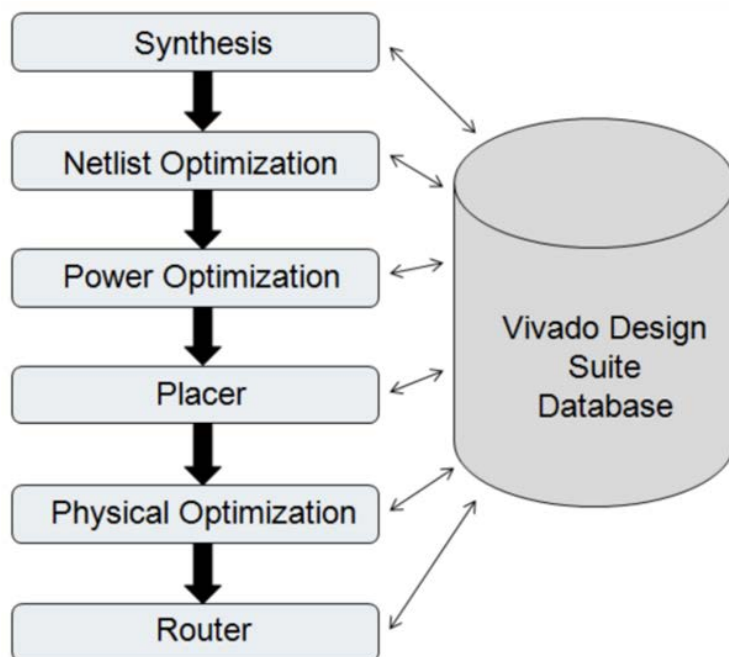 Synthesis
Netlist Optimization
Power Optimization
Placer
Physical Optimization
Router
Vivado Design
Suite
Database